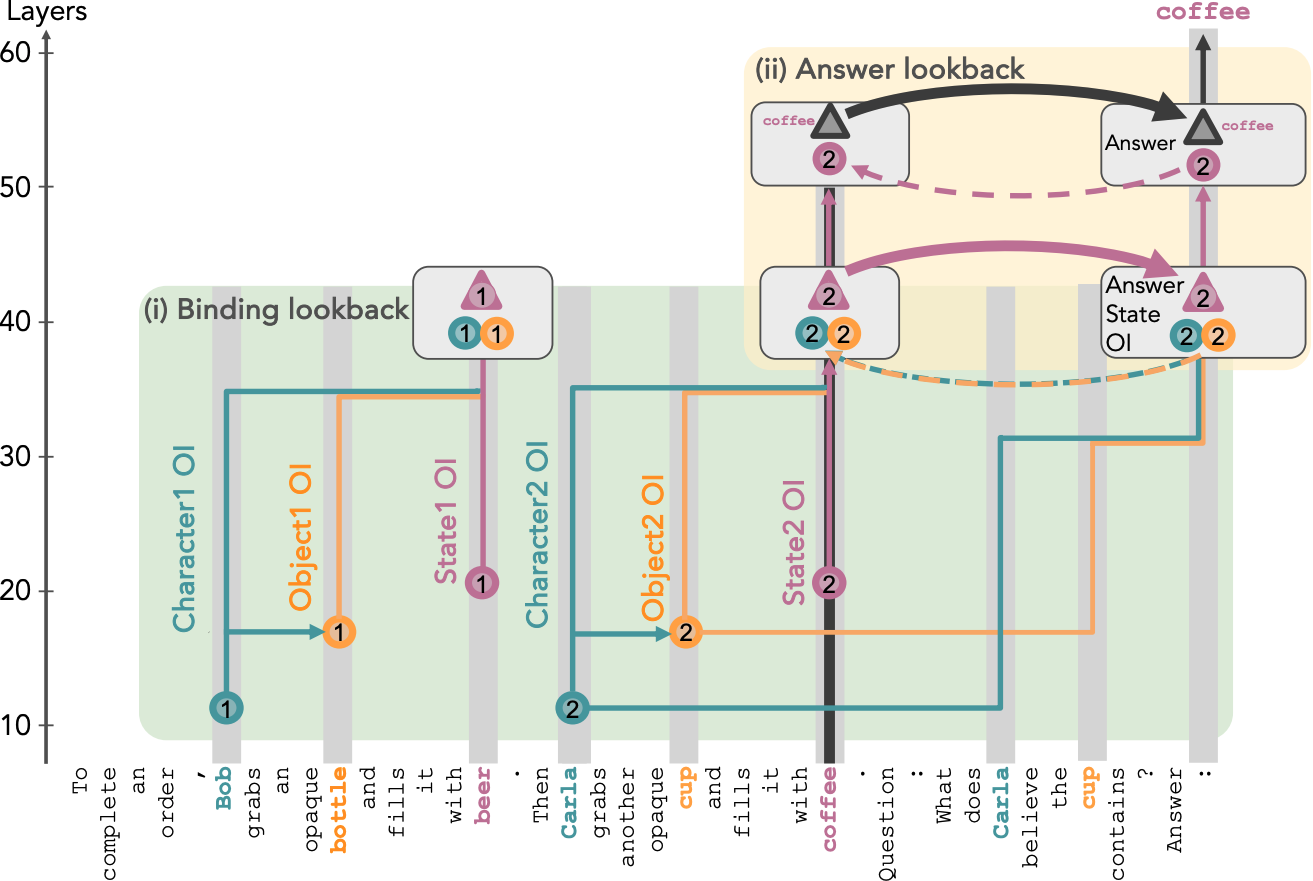 Layers
coffee
60
(ii) Answer lookback
coffee
2
Answer
coffee
2
50
(i) Binding lookback
1
1 1
2
2 2
Answer
State
OI
2
2 2
40
30
Character1 OI
Object1 OI
State1 OI
Character2 OI
Object2 OI
State2 OI
20
1
2
1
2
1
2
10
To complete an order , Bob grabs an opaque bottle and fills it with beer . Then Carla grabs another opaque cup and fills it with coffee . Question : What does Carla believe the cup contains ? Answer :